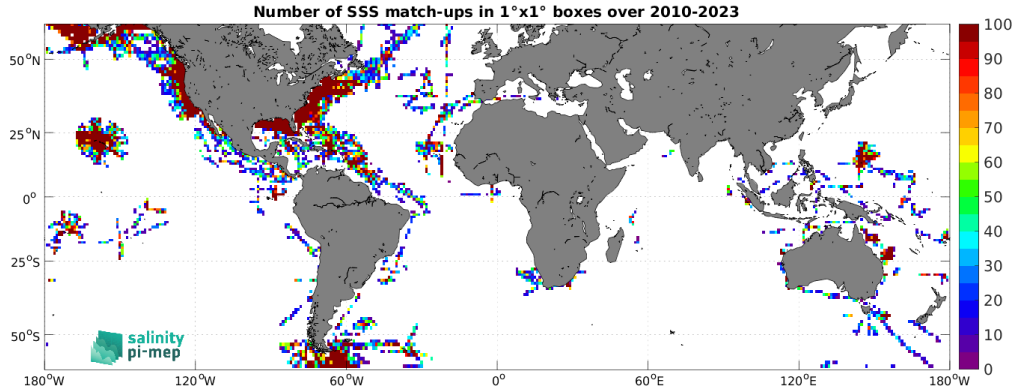 Number of SSS match-ups in 1°x1° boxes over 2010-2023
50°N
25°N
0°
25°S
50°S
180°W
120°W
60°W
0°
60°E
120°E
180°W
100
90
80
70
60
50
40
30
20
10
0
salinity
pi-mep